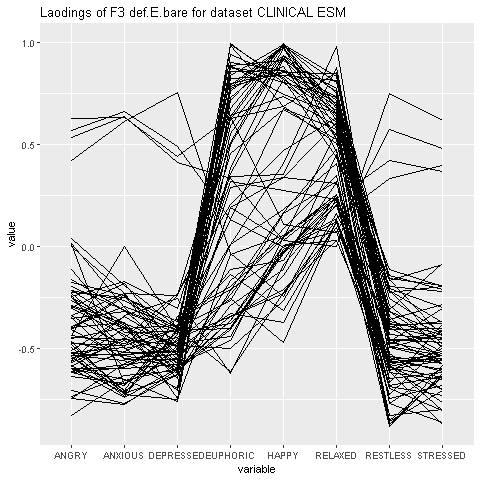 Laodings of F3 def.E.bare for dataset CLINICAL ESM
1.0
0.5
0.0
-0.5
value
ANGRY ANXIOUS DEPRESSEDEUPHORIC HAPPY RELAXED RESTLESS STRESSED
variable